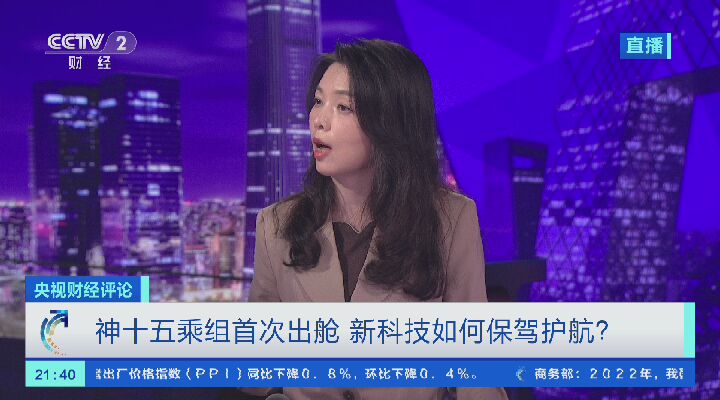 CCTV 2
财经
直播
央视财经评论
神十五乘组首次出舱 新科技如何保驾护航?
21:40 出厂价格指数(PPI)同比下降0.8%,环比下降0.4%。 商务部:2022年,我